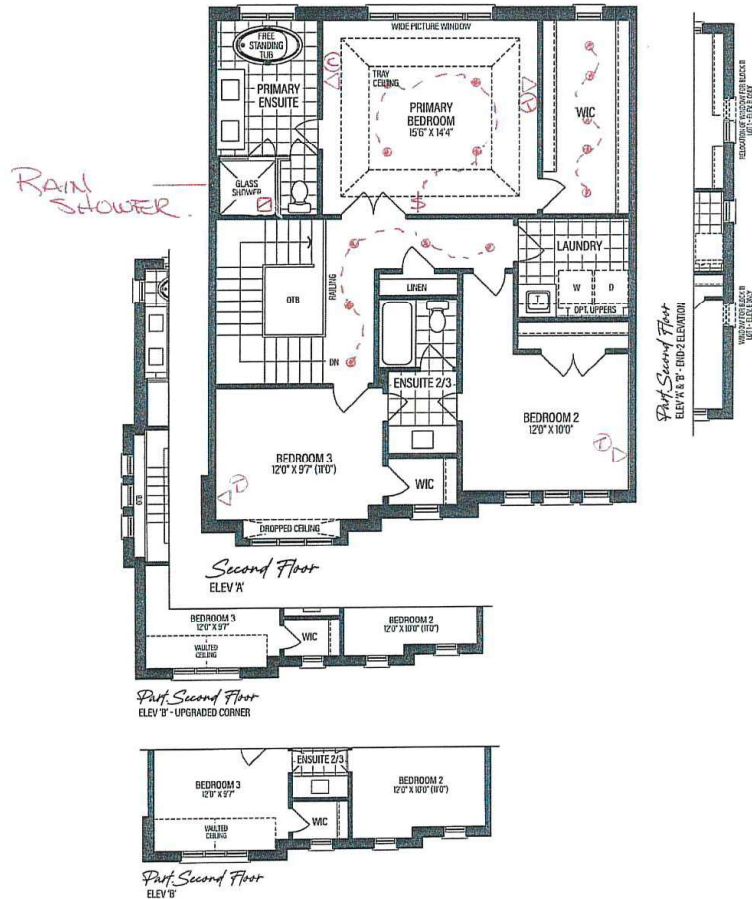 WIDE PICTURE WINDOW
FREE
STANDING
TUB
PRIMARY
ENSUITE
TRAY
CEILING
PRIMARY
BEDROOM
15'6" X 14'4"
WIC
C
T
RAIN
SHOWER
GLASS
SHOWER
$
LAUNDRY
W
D
T
OPT. UPPERS
LINEN
OTB
RAILING
DN
ENSUITE 2/3
BEDROOM 2
12'0" X 10'0"
T
BEDROOM 3
12'0" X 9'7" (11'0")
T
WIC
DROPPED CEILING
Second Floor
ELEV 'A'
OTB
BEDROOM 3
12'0" X 9'7"
VAULTED
CEILING
WIC
BEDROOM 2
12'0" X 10'0" (11'0")
Part Second Floor
ELEV 'B' - UPGRADED CORNER
BEDROOM 3
12'0" X 9'7"
VAULTED
CEILING
ENSUITE 2/3
WIC
BEDROOM 2
12'0" X 10'0" (11'0")
Part Second Floor
ELEV 'B'
Part Second Floor
ELEV 'A' & 'B' - END-2 ELEVATION